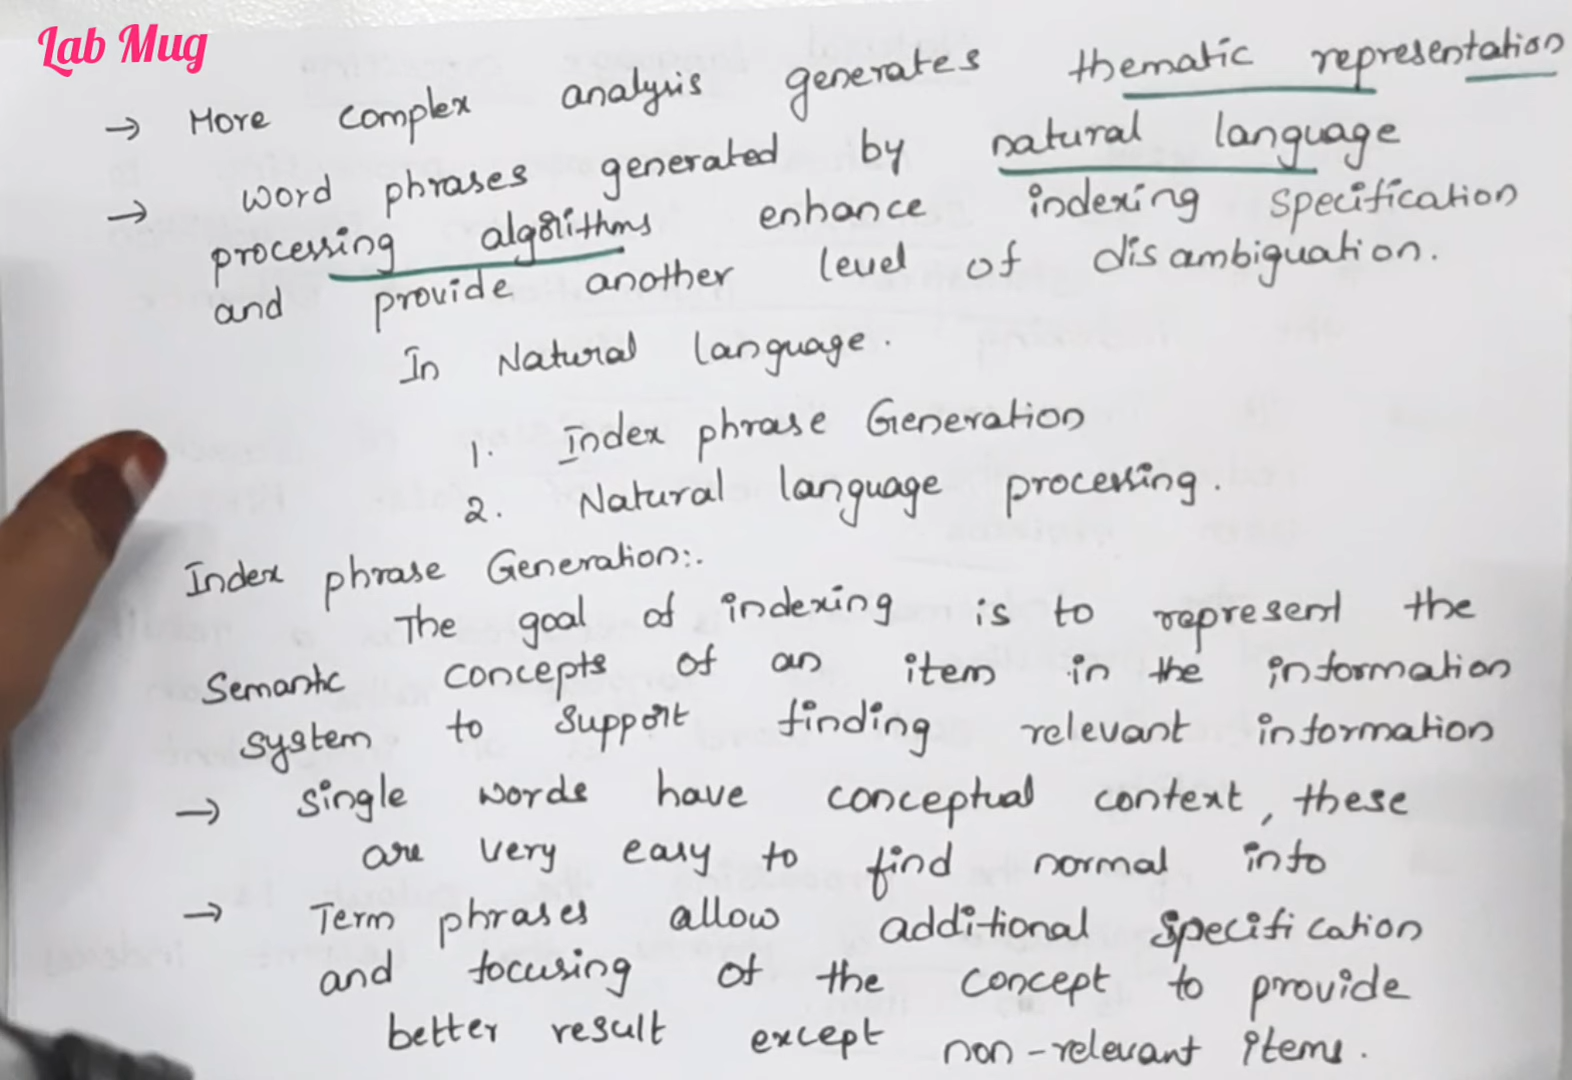 Lab Mug
→ More complex analysis generates thematic representation
→ word phrases generated by natural language
processing algorithms enhance indexing specification
and provide another level of disambiguation.
In Natural language.
1. Index phrase Generation
2. Natural language processing.
Index phrase Generation:.
The goal of indexing is to represent the
Semantic concepts of an item in the information
system to support finding relevant information
→ Single words have conceptual context, these
are very easy to find normal info
→ Term phrases allow additional specification
and focusing of the concept to provide
better result except non-relevant items.